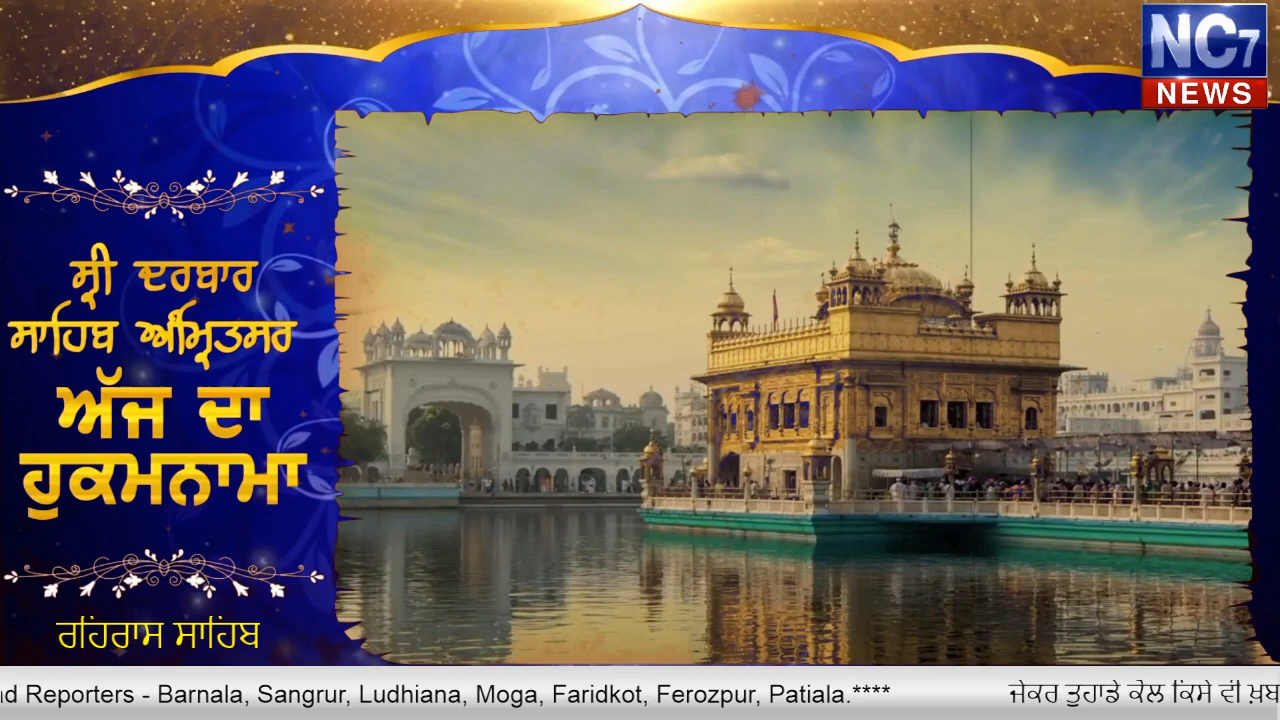 NC7
NEWS
ਸ੍ਰੀ ਦਰਬਾਰ
ਸਾਹਿਬ ਅੰਮ੍ਰਿਤਸਰ
ਅੱਜ ਦਾ
ਹੁਕਮਨਾਮਾ
ਰਹਿਰਾਸ ਸਾਹਿਬ
Reporters - Barnala, Sangrur, Ludhiana, Moga, Faridkot, Ferozpur, Patiala.**** ਜੇਕਰ ਤੁਹਾਡੇ ਕੋਲ ਕਿਸੇ ਵੀ